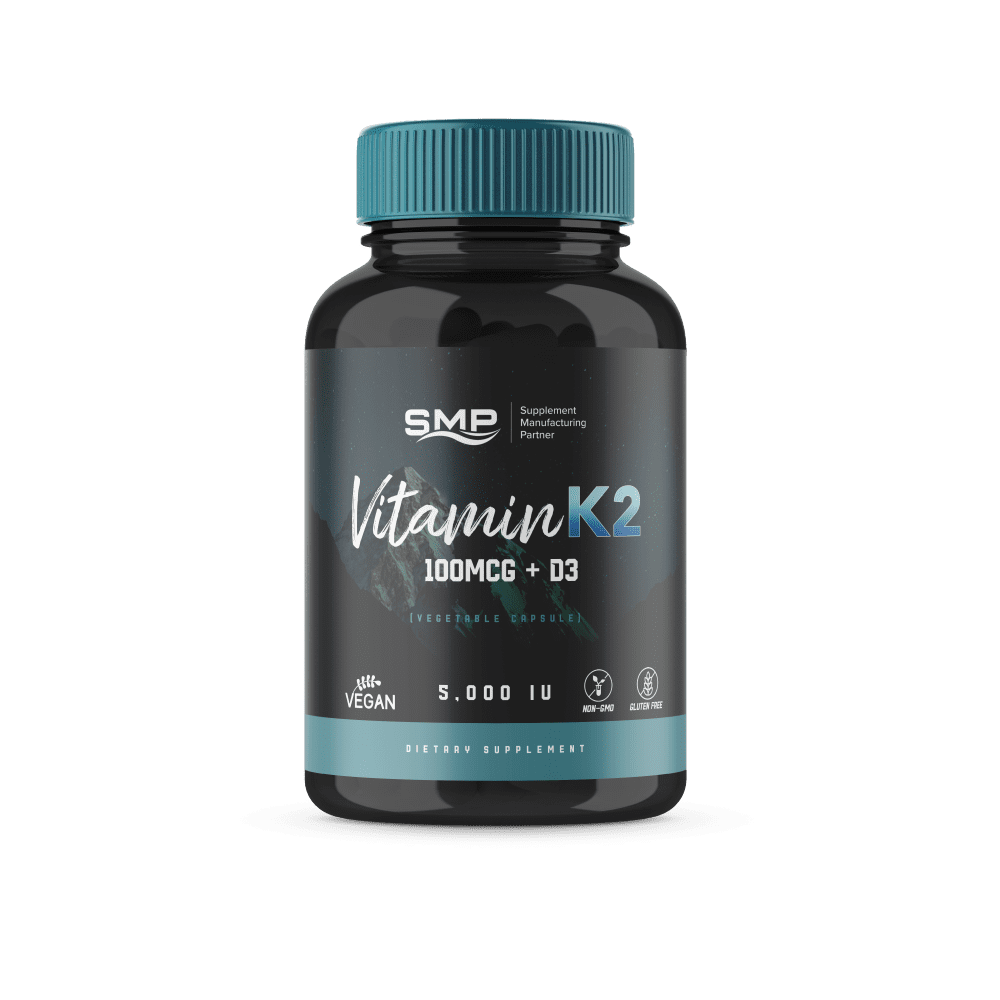 SMP
Supplement
Manufacturing
Partner
Vitamin K2
100MCG + D3
[VEGETABLE CAPSULE]
VEGAN
5,000 IU
NON-GMO
GLUTEN FREE
DIETARY SUPPLEMENT